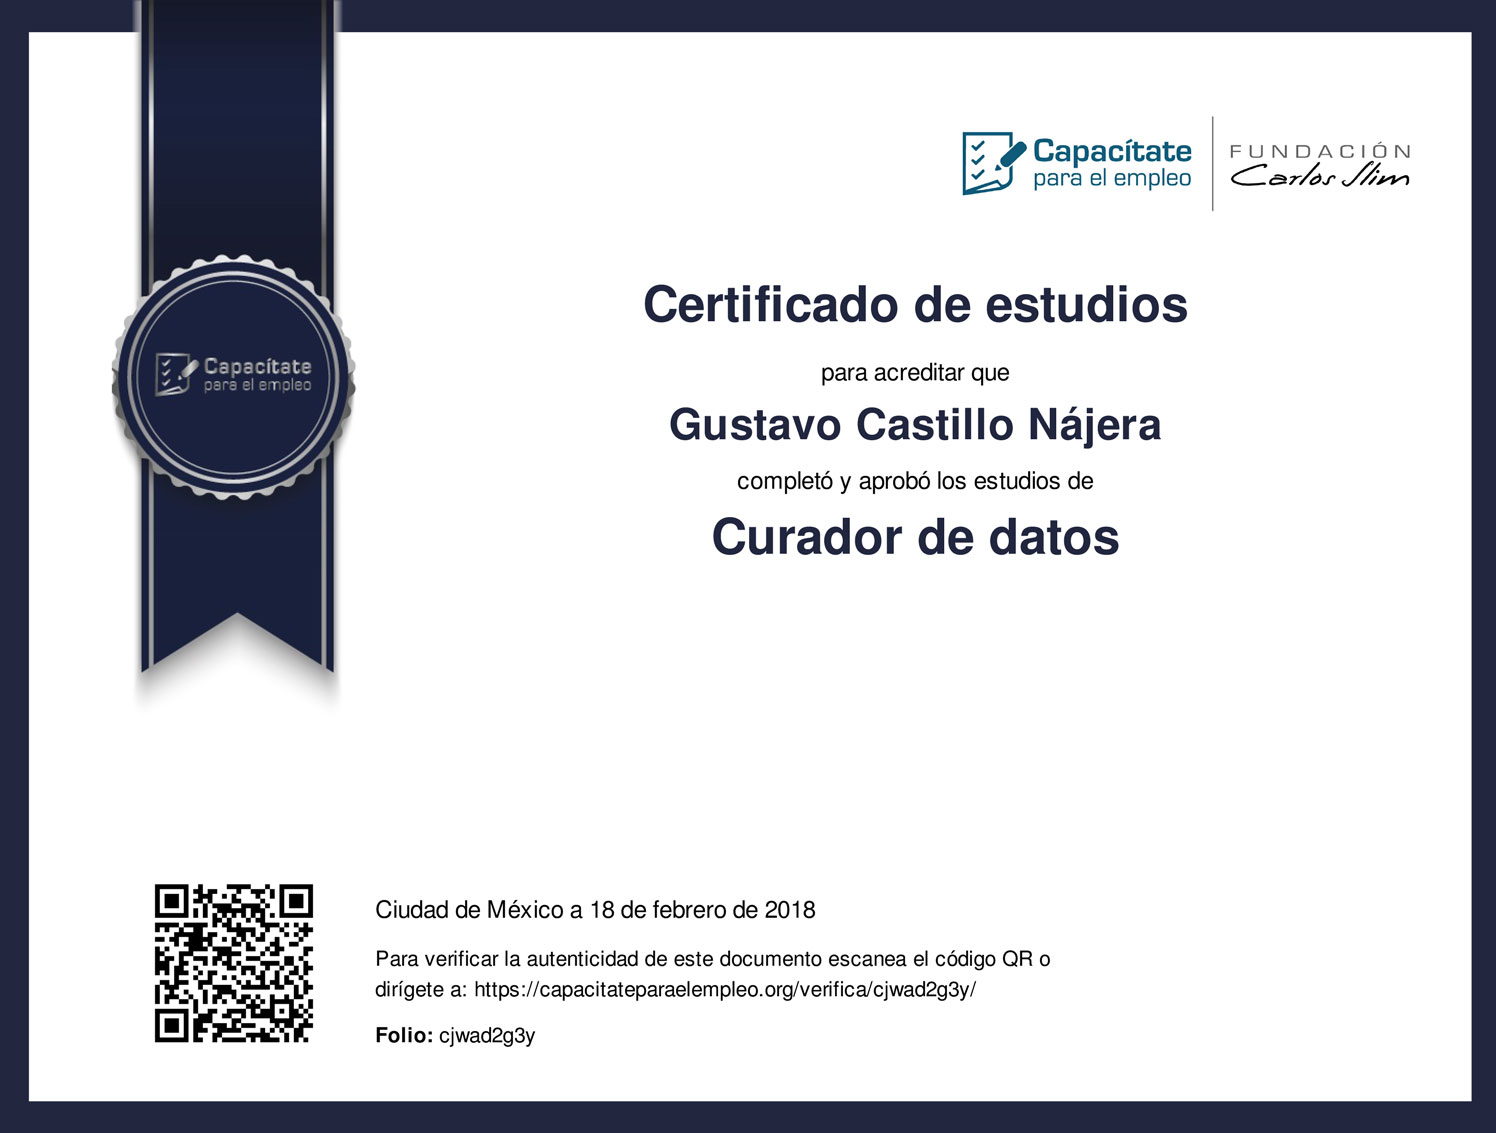 Capacítate
para el empleo
FUNDACIÓN
Carlos Slim
Certificado de estudios
para acreditar que
Capacítate
para el empleo
Gustavo Castillo Nájera
completó y aprobó los estudios de
Curador de datos
Ciudad de México a 18 de febrero de 2018
Para verificar la autenticidad de este documento escanea el código QR o
dirígete a: https://capacitateparaelempleo.org/verifica/cjwad2g3y/
Folio: cjwad2g3y